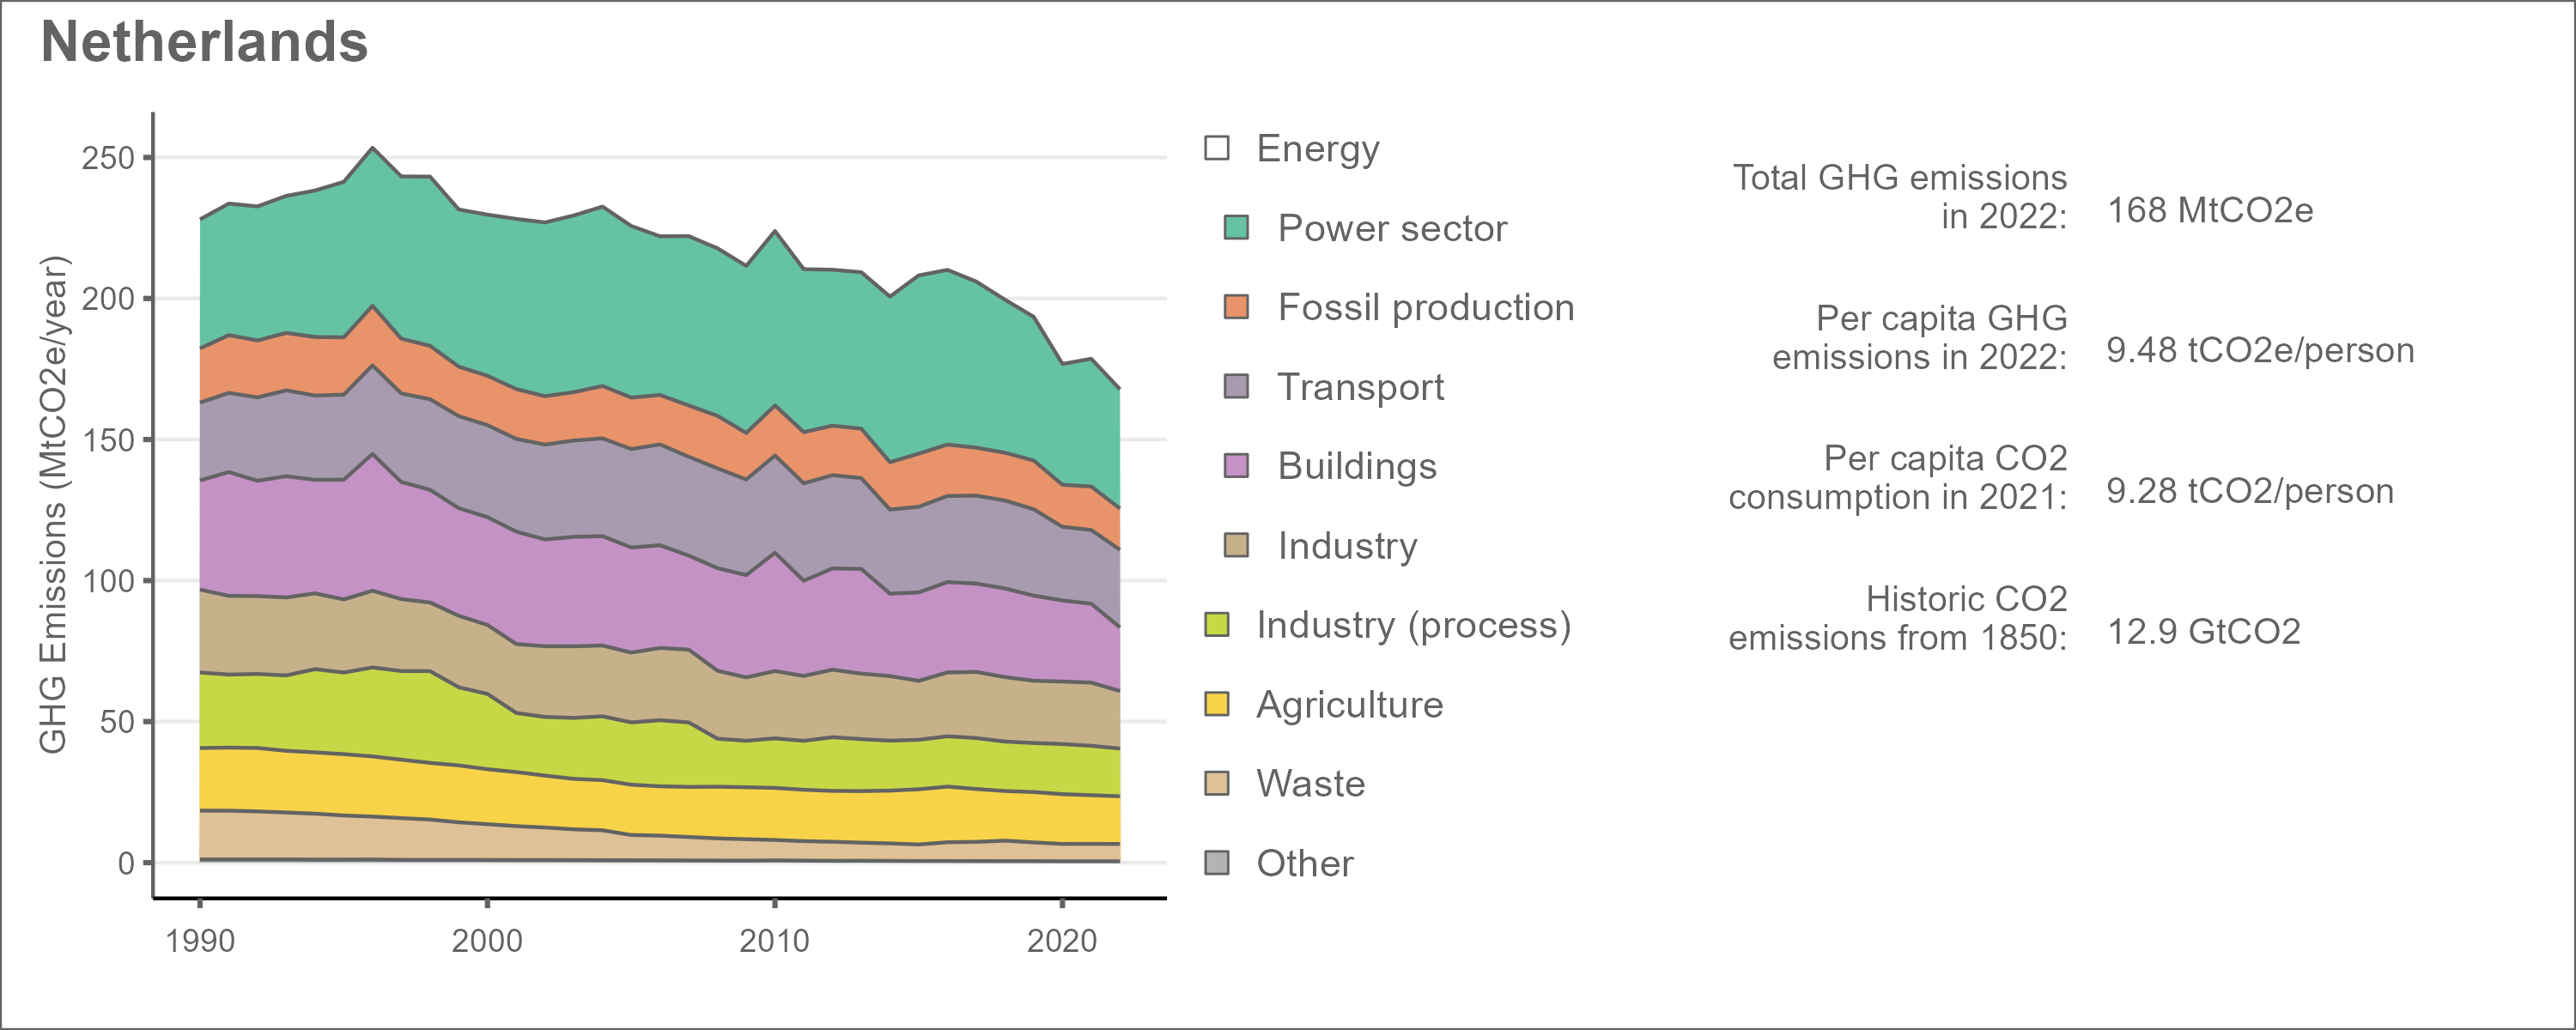 Netherlands
GHG Emissions (MtCO2e/year)
250
200
150
100
50
0
1990
2000
2010
2020
Energy
Power sector
Fossil production
Transport
Buildings
Industry
Industry (process)
Agriculture
Waste
Other
Total GHG emissions
in 2022:
168 MtCO2e
Per capita GHG
emissions in 2022:
9.48 tCO2e/person
Per capita CO2
consumption in 2021:
9.28 tCO2/person
Historic CO2
emissions from 1850:
12.9 GtCO2